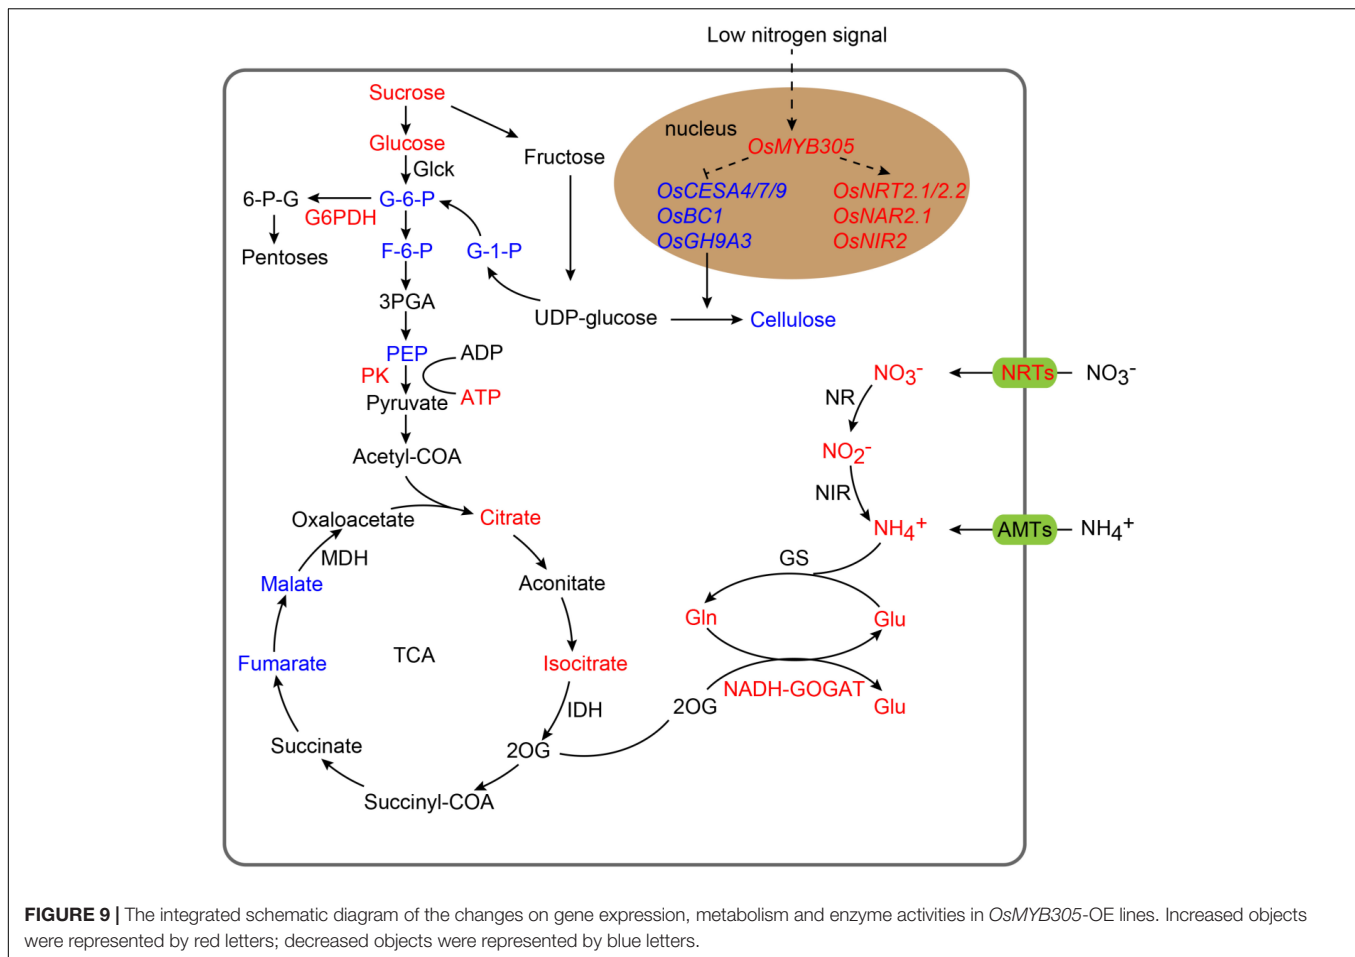 Low nitrogen signal
Sucrose
nucleus
OsMYB305
Glucose
Fructose
Glck
OsCESA4/7/9
OsNRT2.1/2.2
6-P-G
G-6-P
G6PDH
OsBC1
OsNAR2.1
OsGH9A3
OsNIR2
Pentoses
F-6-P
G-1-P
3PGA
UDP-glucose
Cellulose
PEP
ADP
PK
ATP
Pyruvate
NO3-
NRTs
NO3-
NR
Acetyl-COA
NO2-
NIR
Oxaloacetate
Citrate
NH4+
AMTs
NH4+
MDH
GS
Malate
Aconitate
Gln
Glu
TCA
Fumarate
Isocitrate
NADH-GOGAT
2OG
Glu
IDH
Succinate
2OG
Succinyl-COA
FIGURE 9 | The integrated schematic diagram of the changes on gene expression, metabolism and enzyme activities in OsMYB305-OE lines. Increased objects
were represented by red letters; decreased objects were represented by blue letters.